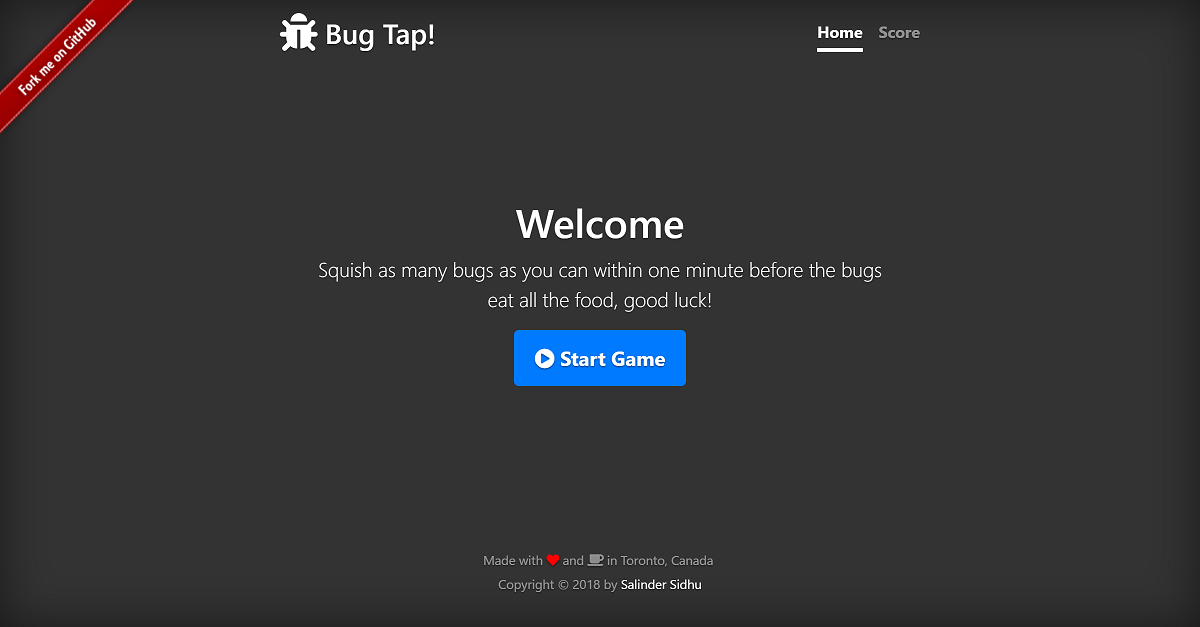 Fork me on GitHub
Bug Tap!
Home Score
Welcome
Squish as many bugs as you can within one minute before the bugs
eat all the food, good luck!
Start Game
Made with ❤ and ☕ in Toronto, Canada
Copyright © 2018 by Salinder Sidhu